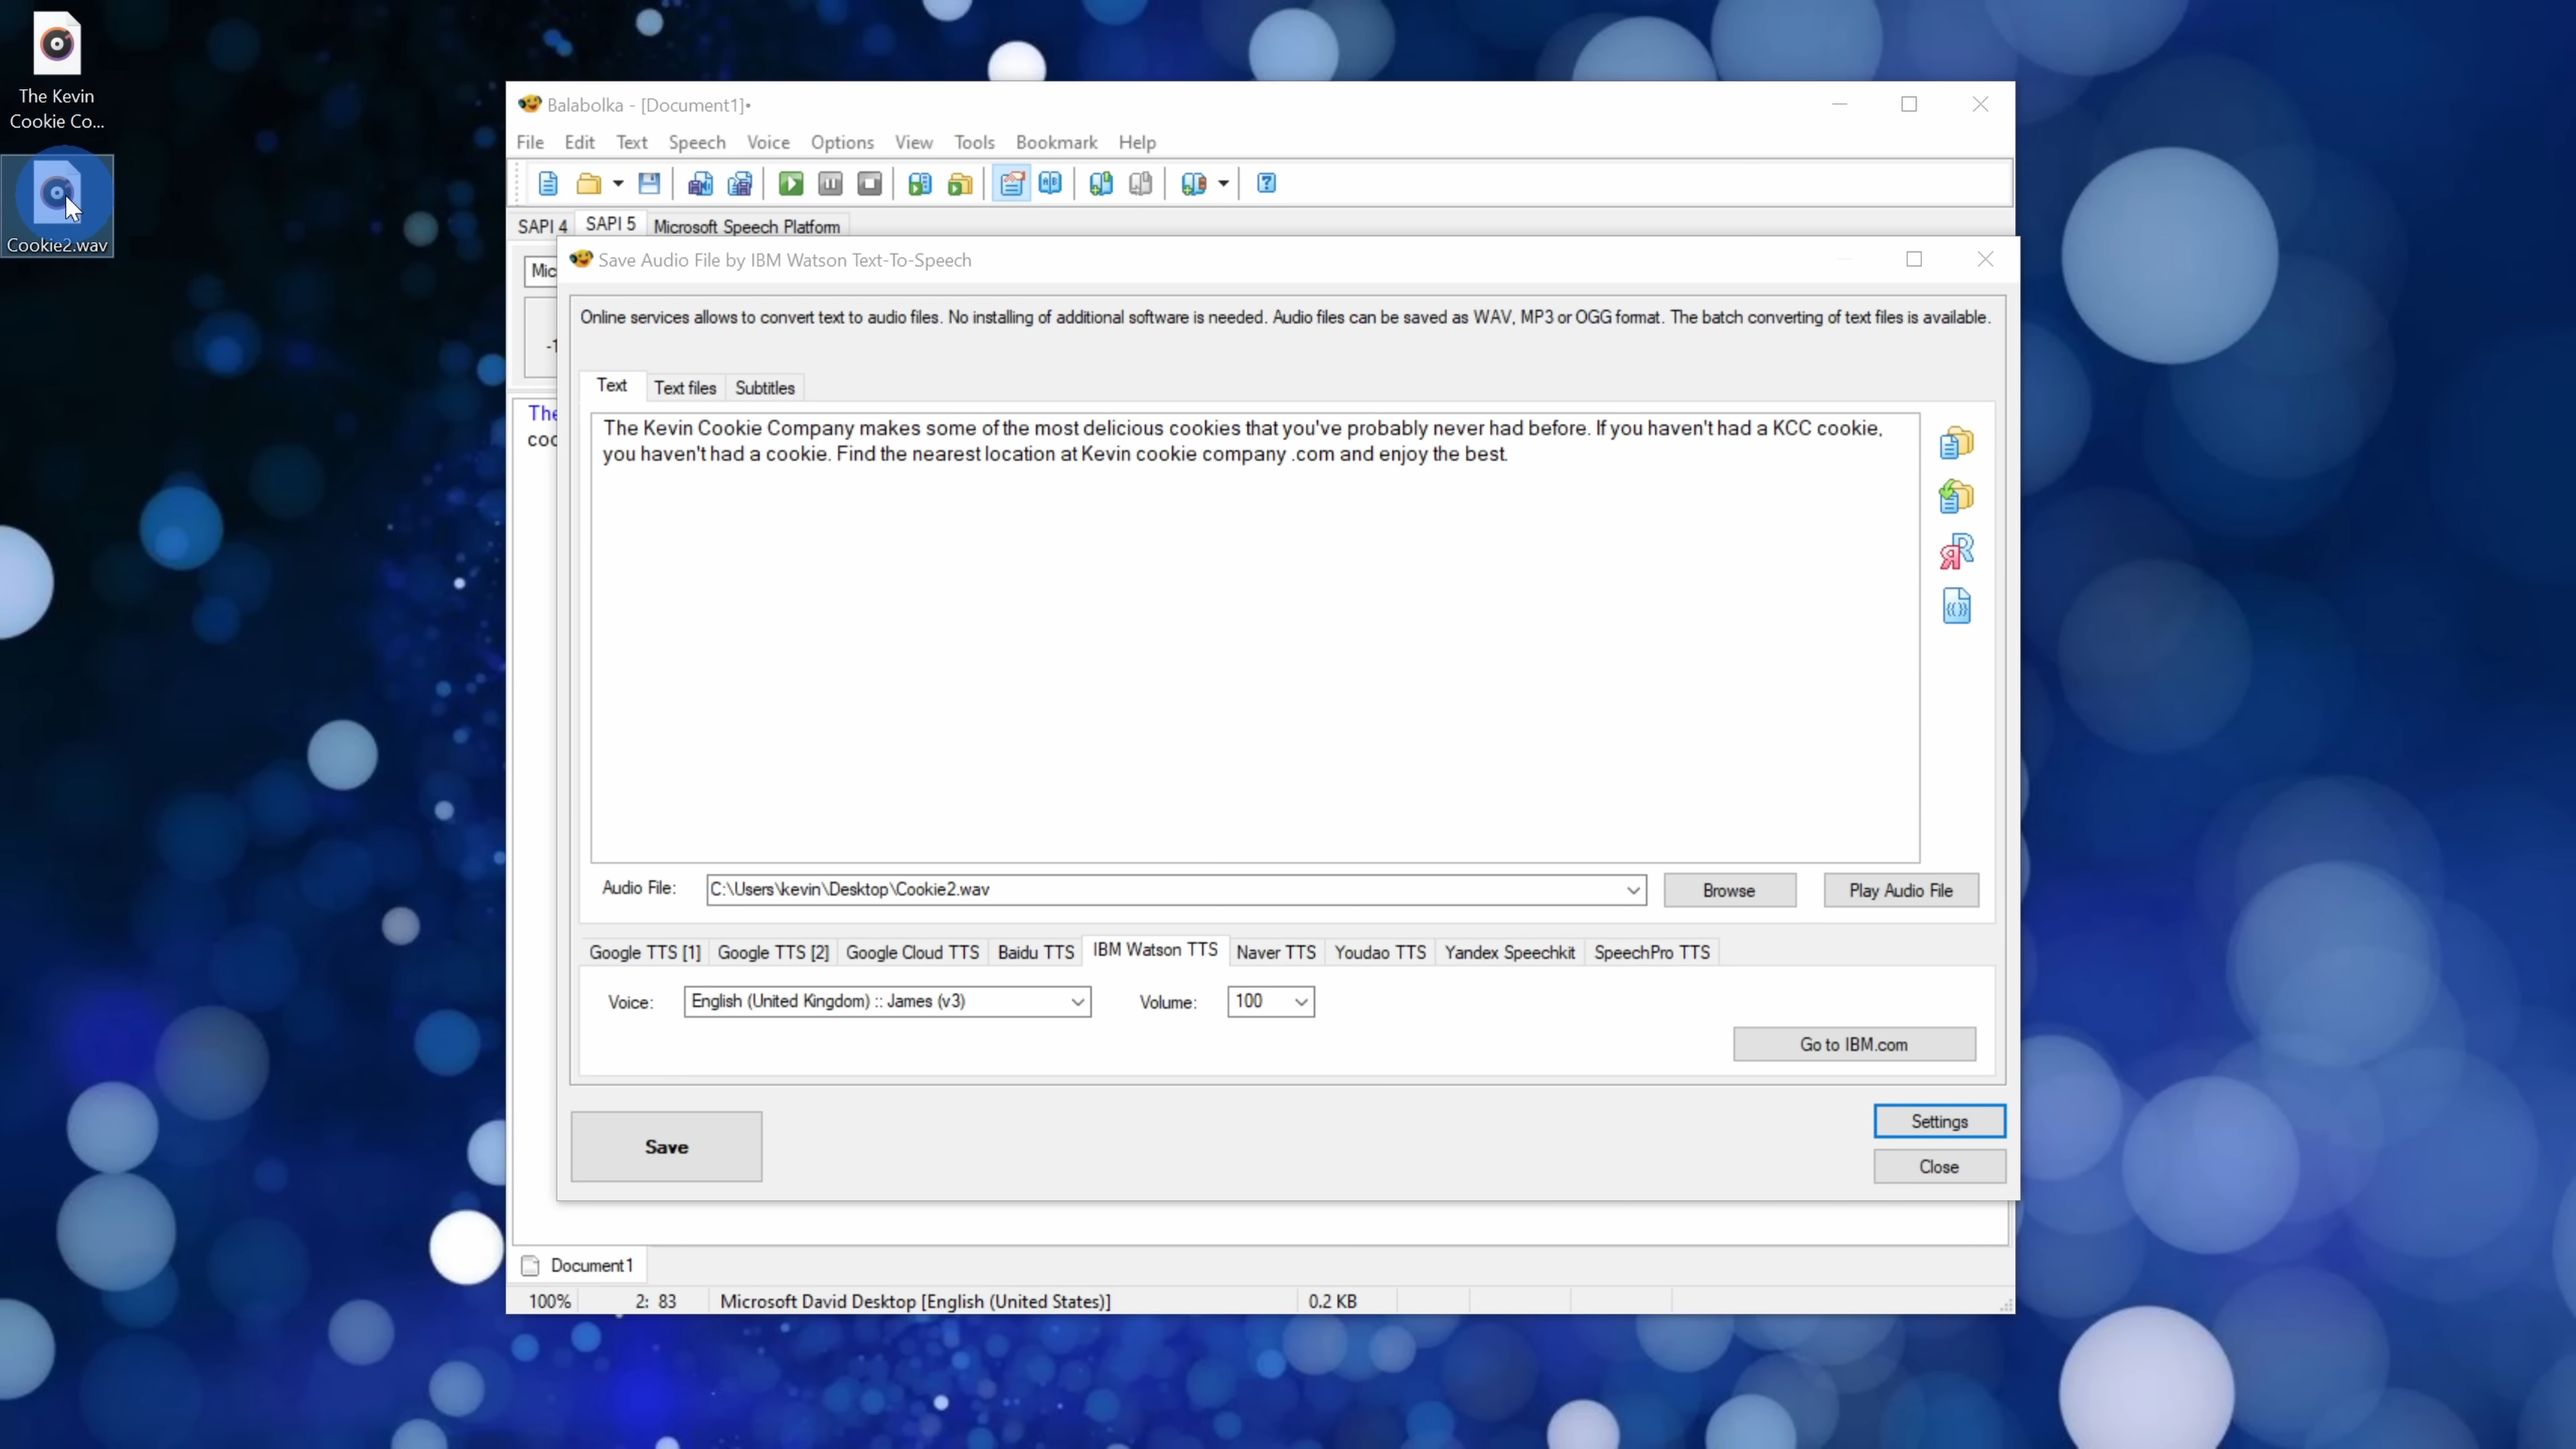 The Kevin
Cookie Co...
Cookie2.wav
Balabolka - [Document1]•
File Edit Text Speech Voice Options View Tools Bookmark Help
SAPI 4 SAPI 5 Microsoft Speech Platform
Mic
-1
The
coo
Save Audio File by IBM Watson Text-To-Speech
Online services allows to convert text to audio files. No installing of additional software is needed. Audio files can be saved as WAV, MP3 or OGG format. The batch converting of text files is available.
Text Text files Subtitles
The Kevin Cookie Company makes some of the most delicious cookies that you've probably never had before. If you haven't had a KCC cookie,
you haven't had a cookie. Find the nearest location at Kevin cookie company .com and enjoy the best.
Audio File: C:\Users\kevin\Desktop\Cookie2.wav Browse Play Audio File
Google TTS [1] Google TTS [2] Google Cloud TTS Baidu TTS IBM Watson TTS Naver TTS Youdao TTS Yandex Speechkit SpeechPro TTS
Voice: English (United Kingdom) :: James (v3) Volume: 100
Go to IBM.com
Save
Settings
Close
Document1
100% 2: 83 Microsoft David Desktop [English (United States)] 0.2 KB